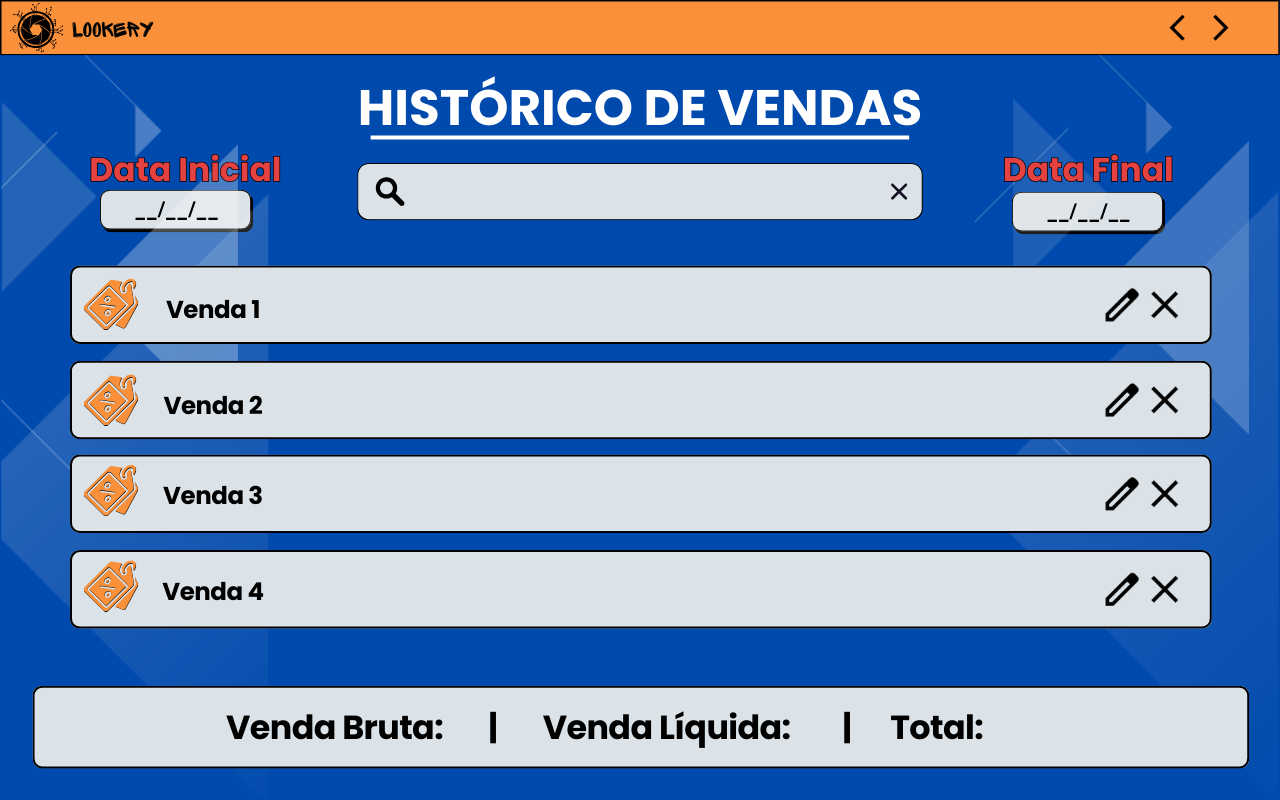 LOOKERY
HISTÓRICO DE VENDAS
Data Inicial
Data Final
__/__/__
__/__/__
Venda 1
Venda 2
Venda 3
Venda 4
Venda Bruta: | Venda Líquida: | Total: